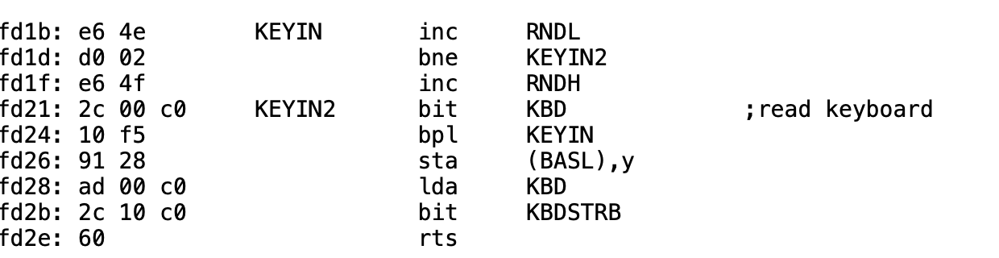 fd1b: e6 4e KEYIN inc RNDL
fd1d: d0 02 bne KEYIN2
fd1f: e6 4f inc RNDH
fd21: 2c 00 c0 KEYIN2 bit KBD ;read keyboard
fd24: 10 f5 bpl KEYIN
fd26: 91 28 sta (BASL),y
fd28: ad 00 c0 lda KBD
fd2b: 2c 10 c0 bit KBDSTRB
fd2e: 60 rts